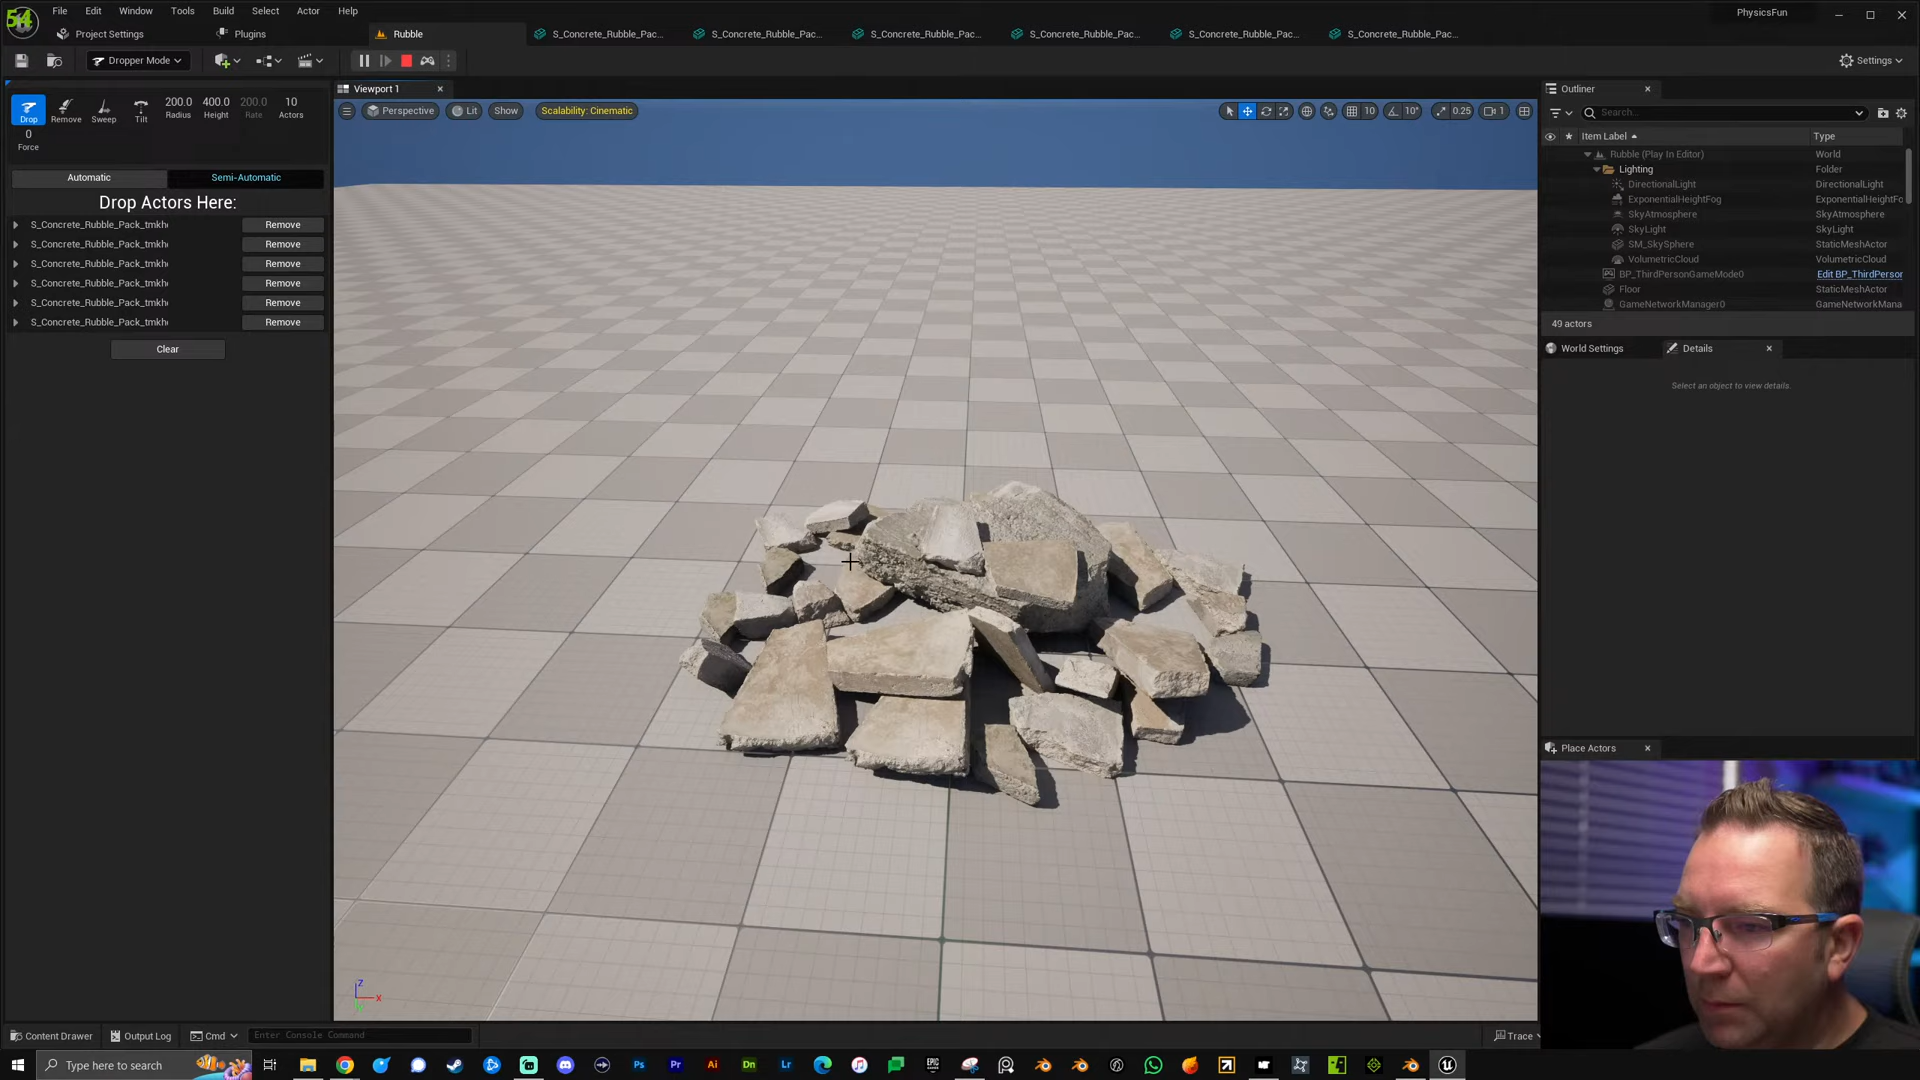 File Edit Window Tools Build Select Actor Help
PhysicsFun
Project Settings Plugins Rubble S_Concrete_Rubble_Pac... S_Concrete_Rubble_Pac... S_Concrete_Rubble_Pac... S_Concrete_Rubble_Pac... S_Concrete_Rubble_Pac... S_Concrete_Rubble_Pac...
Dropper Mode
Settings
Viewport 1
Outliner
Drop Remove Sweep Tilt 200.0 Radius 400.0 Height 200.0 Rate 10 Actors
0 Force
Perspective Lit Show Scalability: Cinematic
10 10° 0.25 1
Search...
Item Label Type
Rubble (Play In Editor) World
Lighting Folder
DirectionalLight DirectionalLight
ExponentialHeightFog ExponentialHeightFo
SkyAtmosphere SkyAtmosphere
SkyLight SkyLight
SM_SkySphere StaticMeshActor
VolumetricCloud VolumetricCloud
BP_ThirdPersonGameMode0 Edit BP_ThirdPerson
Floor StaticMeshActor
GameNetworkManager0 GameNetworkMana
49 actors
World Settings Details
Select an object to view details.
Place Actors
Automatic Semi-Automatic
Drop Actors Here:
S_Concrete_Rubble_Pack_tmkh Remove
S_Concrete_Rubble_Pack_tmkh Remove
S_Concrete_Rubble_Pack_tmkh Remove
S_Concrete_Rubble_Pack_tmkh Remove
S_Concrete_Rubble_Pack_tmkh Remove
S_Concrete_Rubble_Pack_tmkh Remove
Clear
Z
X
Content Drawer Output Log Cmd Enter Console Command
Trace
Type here to search
Ps Pr Ai Dn Lr